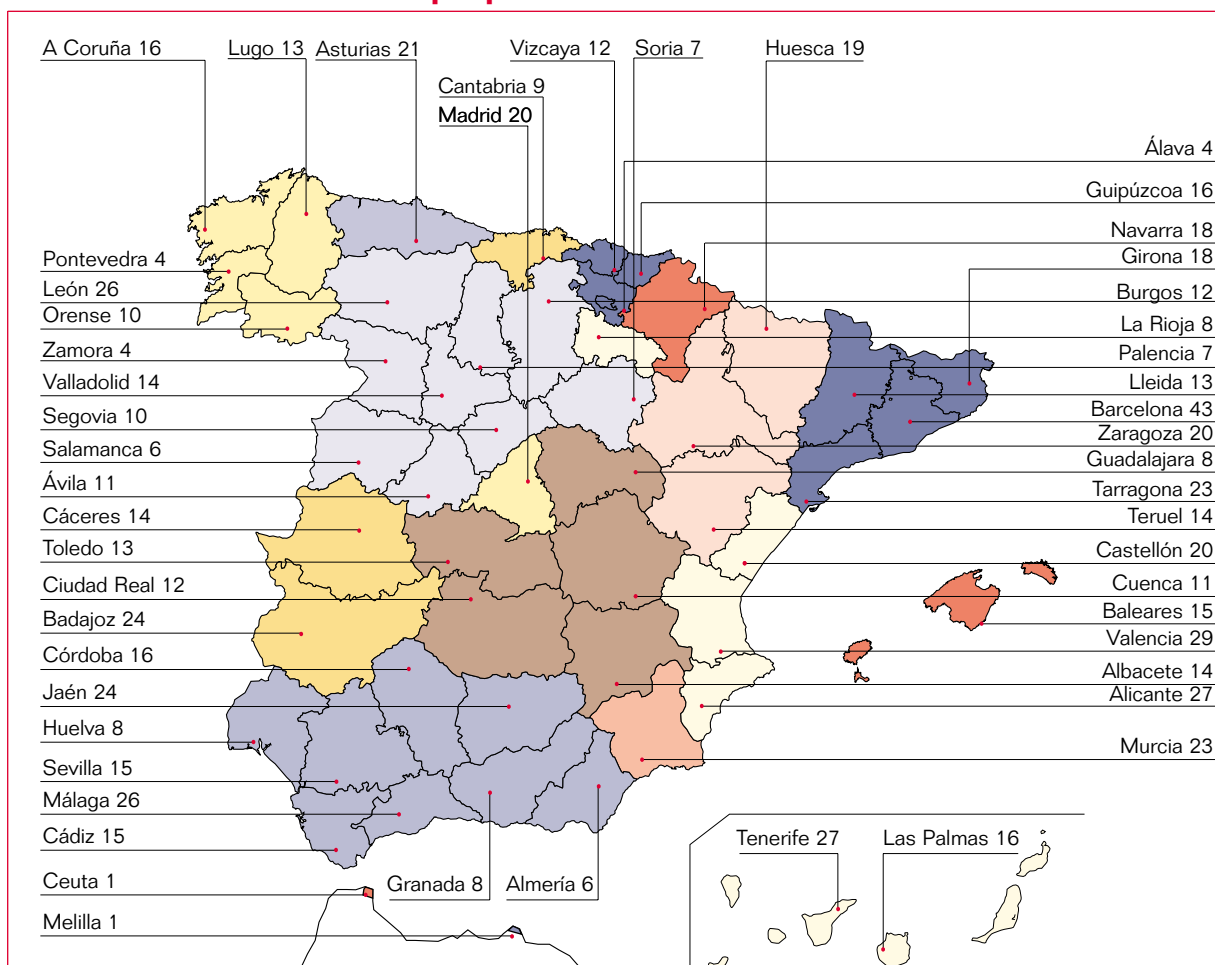 A Coruña 16
Lugo 13
Asturias 21
Vizcaya 12
Soria 7
Huesca 19
Cantabria 9
Madrid 20
Álava 4
Guipúzcoa 16
Navarra 18
Girona 18
Burgos 12
La Rioja 8
Palencia 7
Lleida 13
Barcelona 43
Zaragoza 20
Guadalajara 8
Tarragona 23
Teruel 14
Castellón 20
Cuenca 11
Baleares 15
Valencia 29
Albacete 14
Alicante 27
Murcia 23
Pontevedra 4
León 26
Orense 10
Zamora 4
Valladolid 14
Segovia 10
Salamanca 6
Ávila 11
Cáceres 14
Toledo 13
Ciudad Real 12
Badajoz 24
Córdoba 16
Jaén 24
Huelva 8
Sevilla 15
Málaga 26
Cádiz 15
Ceuta 1
Melilla 1
Granada 8
Almería 6
Tenerife 27
Las Palmas 16